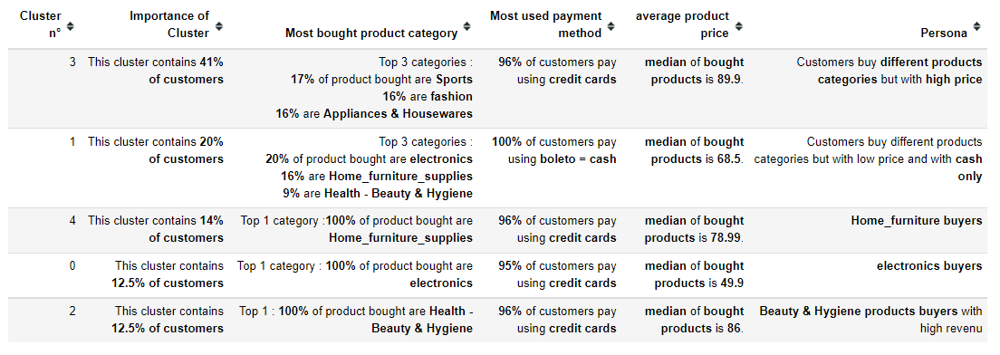 Cluster n° Importance of Cluster Most bought product category Most used payment method average product price Persona
3 This cluster contains 41% of customers
Top 3 categories :
17% of product bought are Sports
16% are fashion
16% are Appliances & Housewares
96% of customers pay using credit cards
median of bought products is 89.9.
Customers buy different products categories but with high price
1 This cluster contains 20% of customers
Top 3 categories :
20% of product bought are electronics
16% are Home_furniture_supplies
9% are Health - Beauty & Hygiene
100% of customers pay using boleto = cash
median of bought products is 68.5.
Customers buy different products categories but with low price and with cash only
4 This cluster contains 14% of customers
Top 1 category :100% of product bought are Home_furniture_supplies
96% of customers pay using credit cards
median of bought products is 78.99.
Home_furniture buyers
0 This cluster contains 12.5% of customers
Top 1 category : 100% of product bought are electronics
95% of customers pay using credit cards
median of bought products is 49.9
electronics buyers
2 This cluster contains 12.5% of customers
Top 1 : 100% of product bought are Health - Beauty & Hygiene
96% of customers pay using credit cards
median of bought products is 86.
Beauty & Hygiene products buyers with high revenu